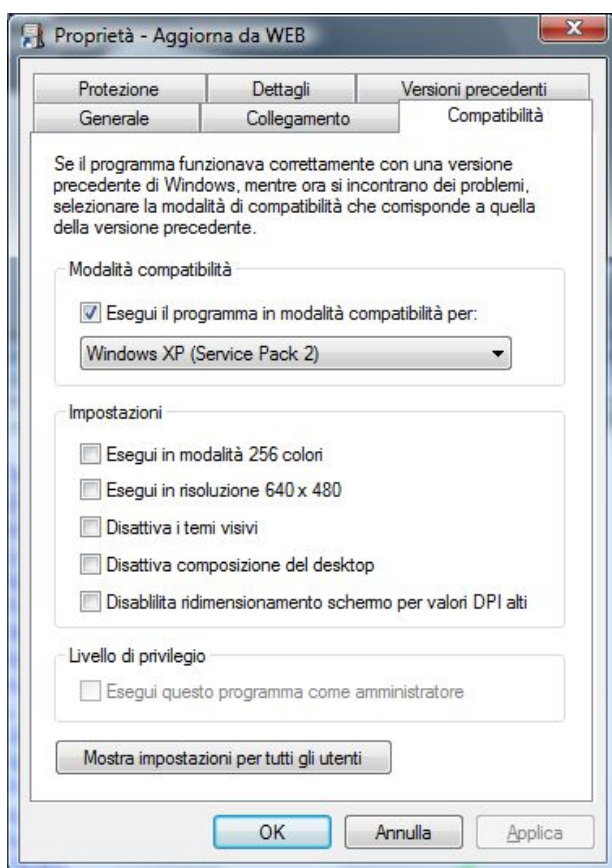 Proprietà - Aggiorna da WEB
Protezione
Dettagli
Versioni precedenti
Generale
Collegamento
Compatibilità
Se il programma funzionava correttamente con una versione
precedente di Windows, mentre ora si incontrano dei problemi,
selezionare la modalità di compatibilità che corrisponde a quella
della versione precedente.
Modalità compatibilità
Esegui il programma in modalità compatibilità per:
Windows XP (Service Pack 2)
Impostazioni
Esegui in modalità 256 colori
Esegui in risoluzione 640 x 480
Disattiva i temi visivi
Disattiva composizione del desktop
Disablilita ridimensionamento schermo per valori DPI alti
Livello di privilegio
Esegui questo programma come amministratore
Mostra impostazioni per tutti gli utenti
OK
Annulla
Applica